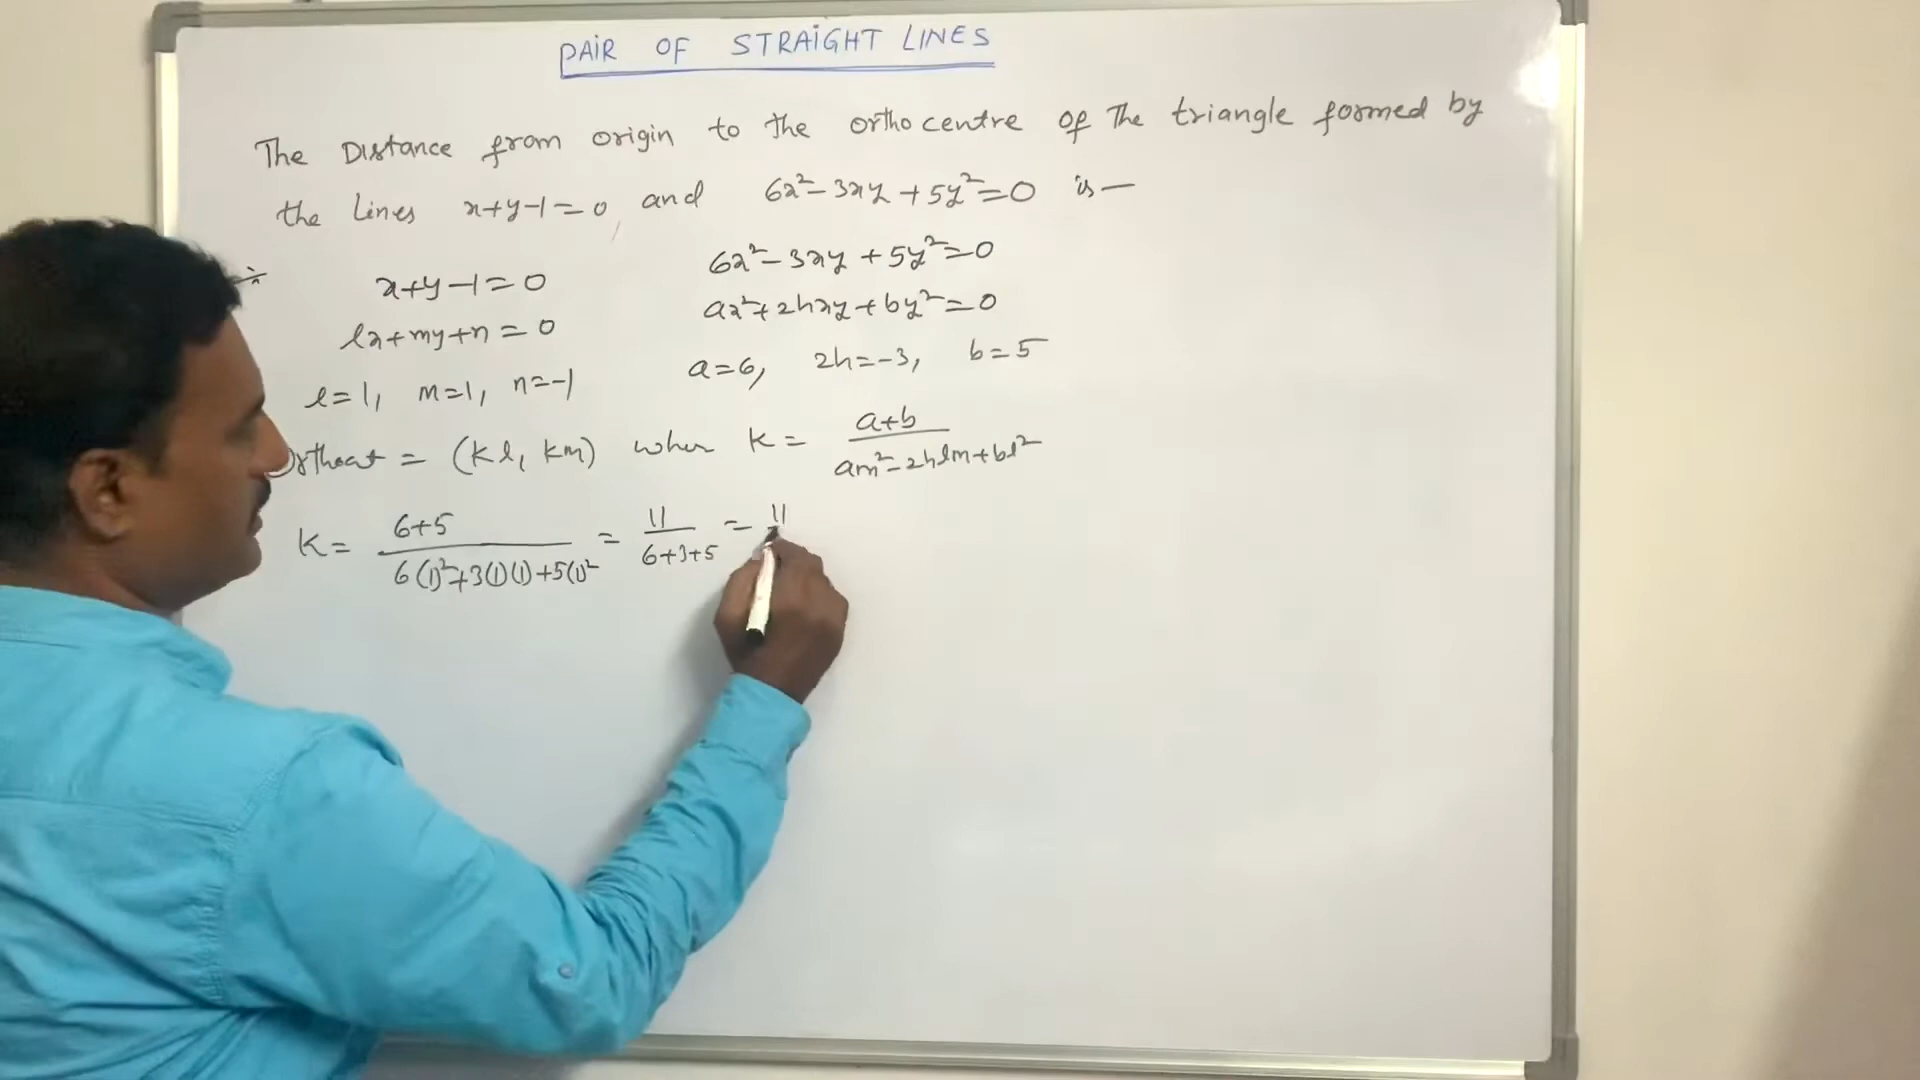 PAIR OF STRAIGHT LINES
The Distance from origin to the orthocentre of The triangle formed by
the Lines x+y-1=0, and 6x²-3xy+5y²=0 is—
x+y-1=0 6x²-3xy+5y²=0
lx+my+n=0 ax²+2hxy+by²=0
l=1, m=1, n=-1 a=6, 2h=-3, b=5
= (kl, km) where K = a+b / am²-2hlm+bl²
K = 6+5 / 6(1)²+3(1)(1)+5(1)² = 11 / 6+3+5 = 11